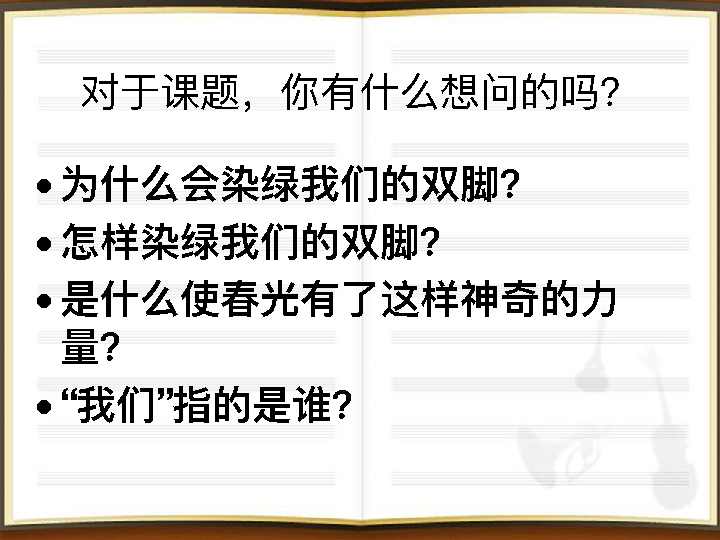 对于课题，你有什么想问的吗？
•为什么会染绿我们的双脚？
•怎样染绿我们的双脚？
•是什么使春光有了这样神奇的力
量？
•“我们”指的是谁？